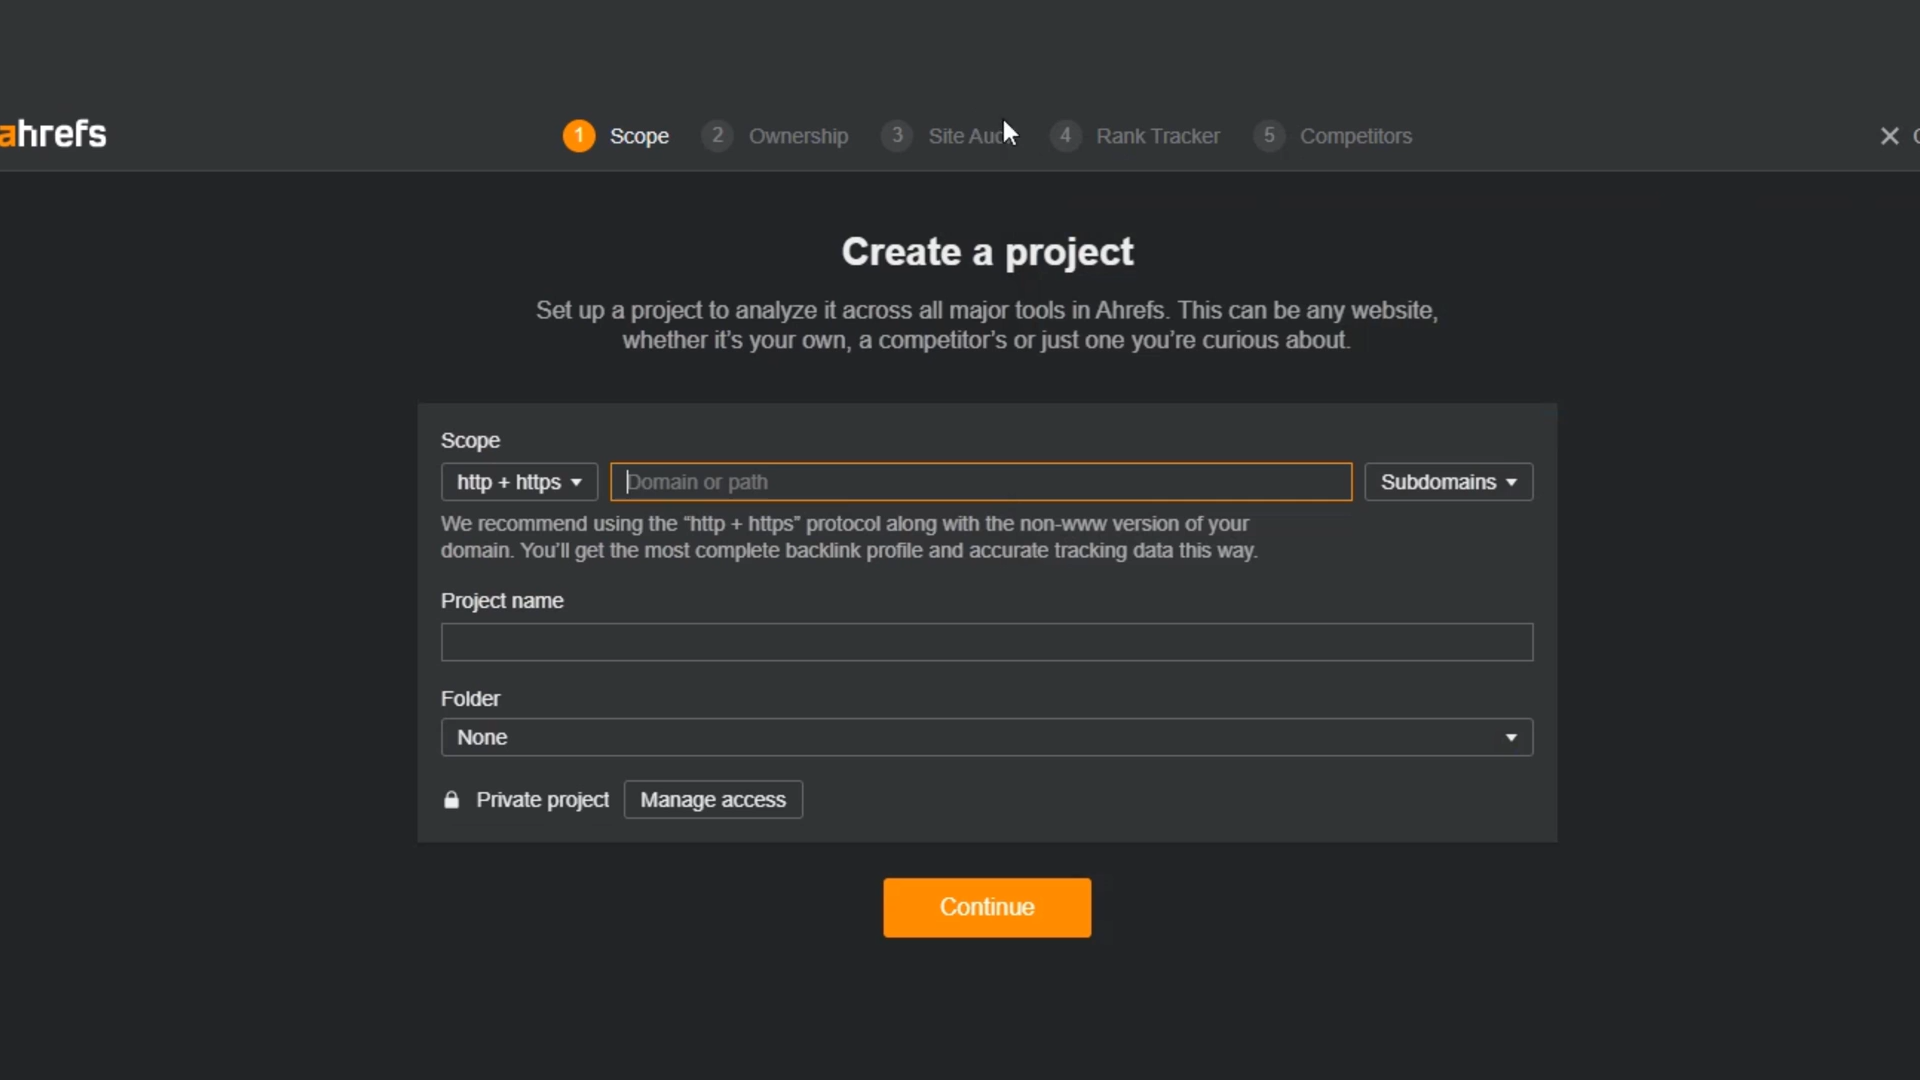 ahrefs
1 Scope 2 Ownership 3 Site Au 4 Rank Tracker 5 Competitors
Create a project
Set up a project to analyze it across all major tools in Ahrefs. This can be any website,
whether it's your own, a competitor's or just one you're curious about.
Scope
http + https Domain or path Subdomains
We recommend using the “http + https” protocol along with the non-www version of your
domain. You'll get the most complete backlink profile and accurate tracking data this way.
Project name
Folder
None
Private project Manage access
Continue